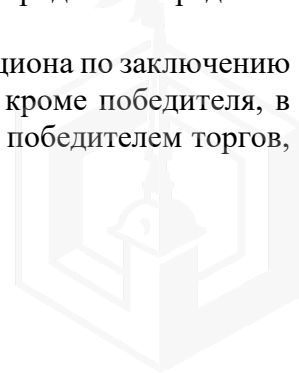 циона по заключению
кроме победителя, в
победителем торгов,